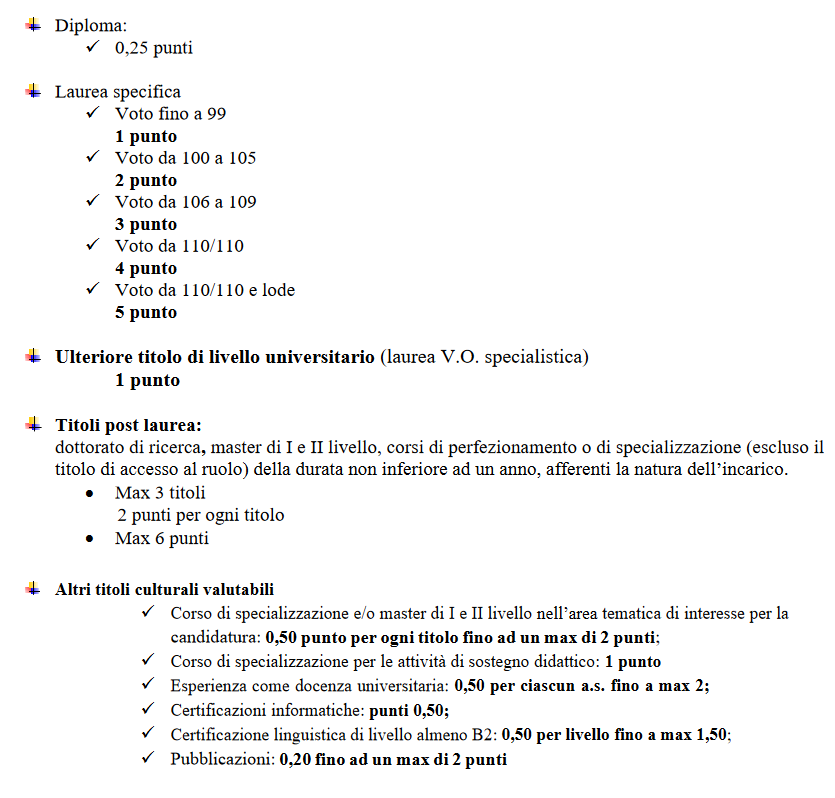 Diploma:
✓ 0,25 punti
Laurea specifica
✓ Voto fino a 99
1 punto
✓ Voto da 100 a 105
2 punto
✓ Voto da 106 a 109
3 punto
✓ Voto da 110/110
4 punto
✓ Voto da 110/110 e lode
5 punto
Ulteriore titolo di livello universitario (laurea V.O. specialistica)
1 punto
Titoli post laurea:
dottorato di ricerca, master di I e II livello, corsi di perfezionamento o di specializzazione (escluso il
titolo di accesso al ruolo) della durata non inferiore ad un anno, afferenti la natura dell’incarico.
• Max 3 titoli
2 punti per ogni titolo
• Max 6 punti
Altri titoli culturali valutabili
✓ Corso di specializzazione e/o master di I e II livello nell’area tematica di interesse per la
candidatura: 0,50 punto per ogni titolo fino ad un max di 2 punti;
✓ Corso di specializzazione per le attività di sostegno didattico: 1 punto
✓ Esperienza come docenza universitaria: 0,50 per ciascun a.s. fino a max 2;
✓ Certificazioni informatiche: punti 0,50;
✓ Certificazione linguistica di livello almeno B2: 0,50 per livello fino a max 1,50;
✓ Pubblicazioni: 0,20 fino ad un max di 2 punti